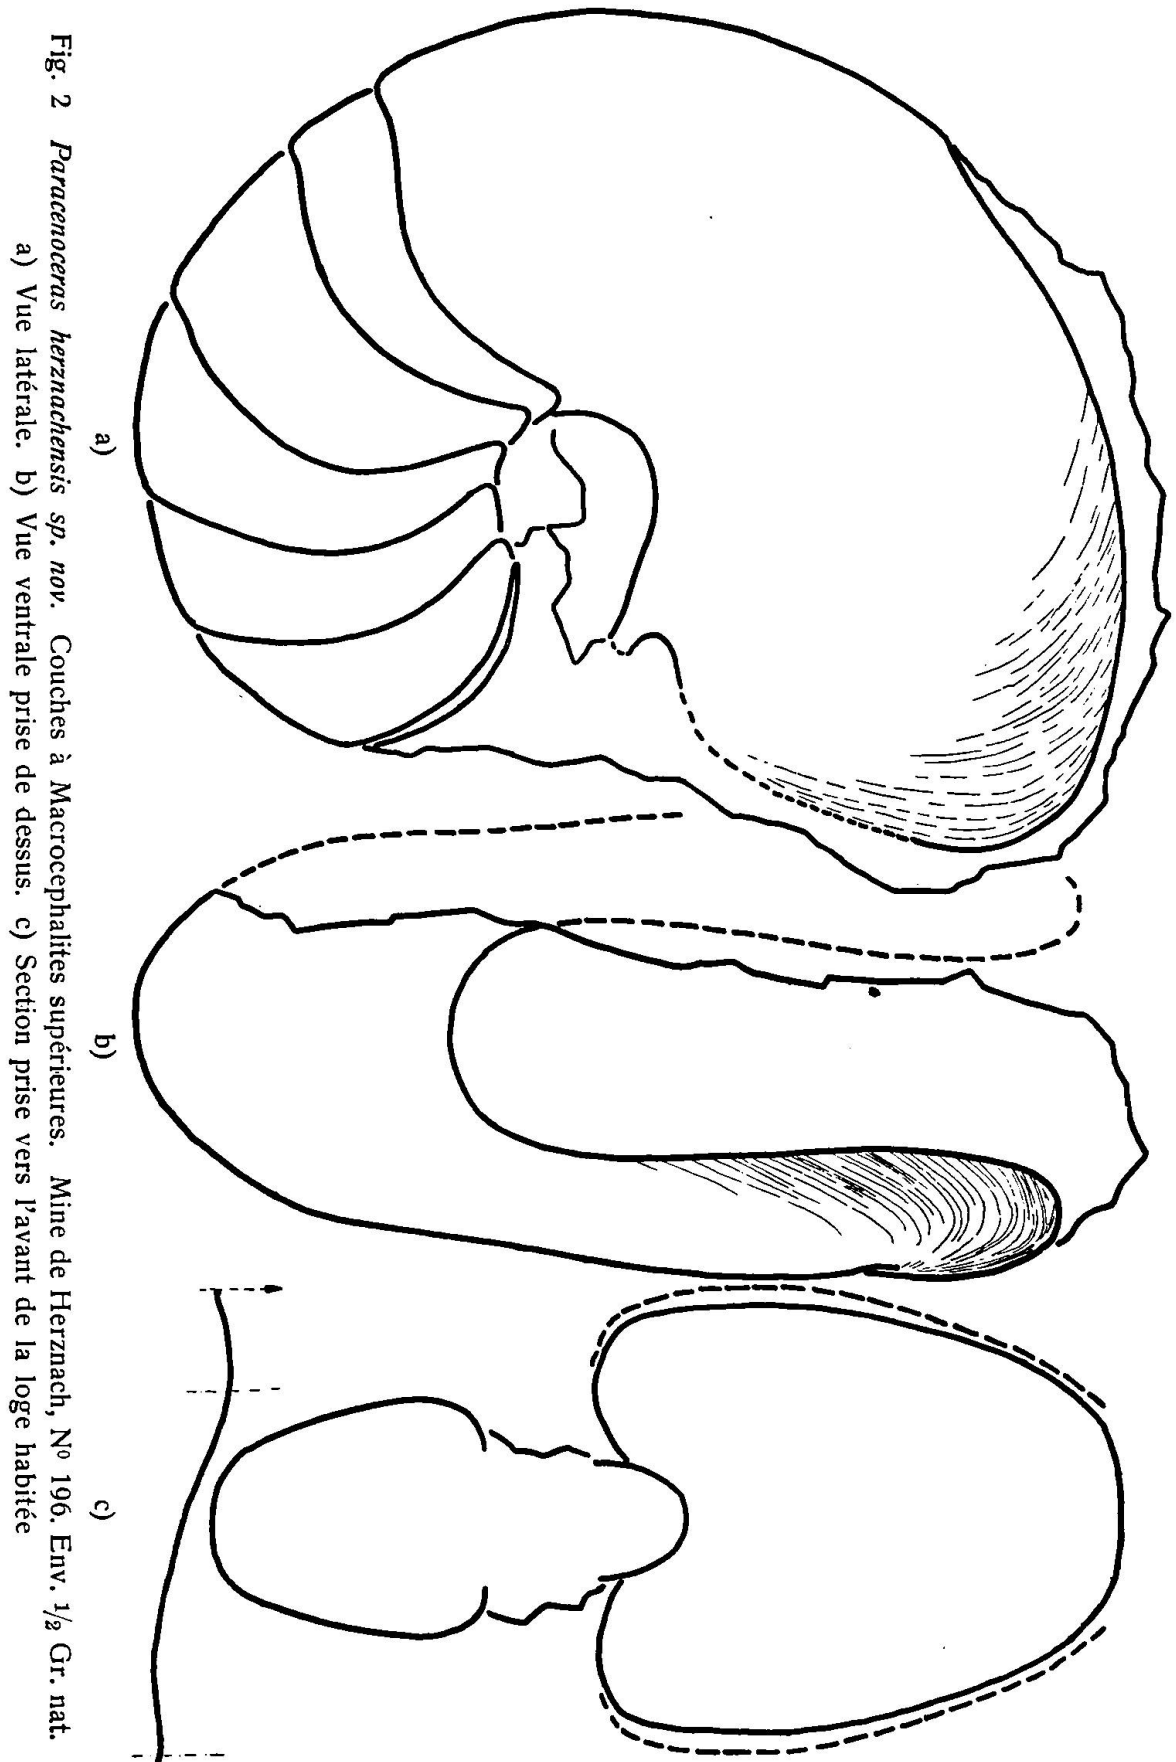 a)
b)
c)
Fig. 2 Paracenoceras herznachensis sp. nov. Couches à Macrocephalites supérieures. Mine de Herznach, Nº 196. Env. ½ Gr. nat.
a) Vue latérale. b) Vue ventrale prise de dessus. c) Section prise vers l'avant de la loge habitée